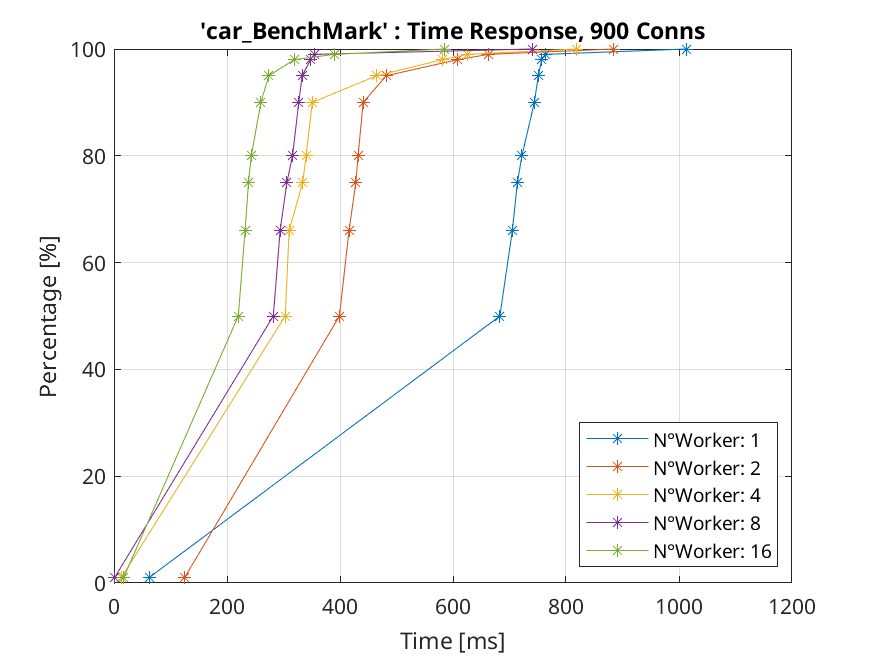 'car_BenchMark' : Time Response, 900 Conns
100
80
60
40
20
0
Percentage [%]
0 200 400 600 800 1000 1200
Time [ms]
N°Worker: 1
N°Worker: 2
N°Worker: 4
N°Worker: 8
N°Worker: 16